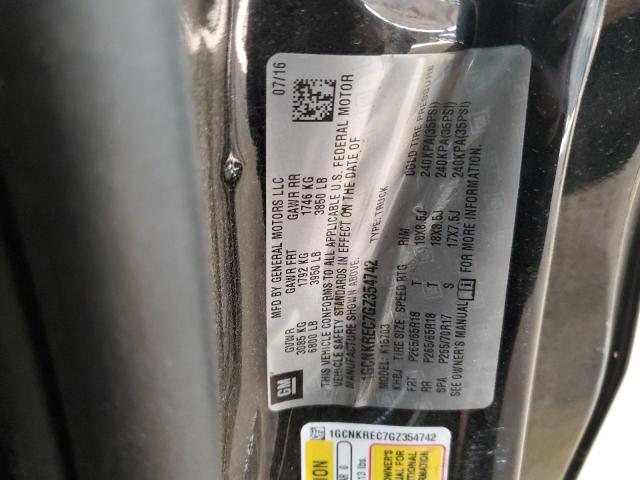 07/16
MFD BY GENERAL MOTORS LLC
GVWR GAWR FRT GAWR RR
3085 KG 1792 KG 1746 KG
6800 LB 3950 LB 3850 LB
THIS VEHICLE CONFORMS TO ALL APPLICABLE U.S. FEDERAL MOTOR
VEHICLE SAFETY STANDARDS IN EFFECT ON THE DATE OF
MANUFACTURE SHOWN ABOVE.
1GCNKREC7GZ354742 TYPE: TRUCK
MODEL: K15703
KHBJ TIRE SIZE SPEED RTG RIM COLD TIRE PRESSURE
FRT P265/65R18 T 18X8.5J 240KPA(35PSI)
RR P265/65R18 T 18X8.5J 240KPA(35PSI)
SPA P265/70R17 S 17X7.5J 240KPA(35PSI)
SEE OWNER'S MANUAL FOR MORE INFORMATION.
GM
1GCNKREC7GZ354742